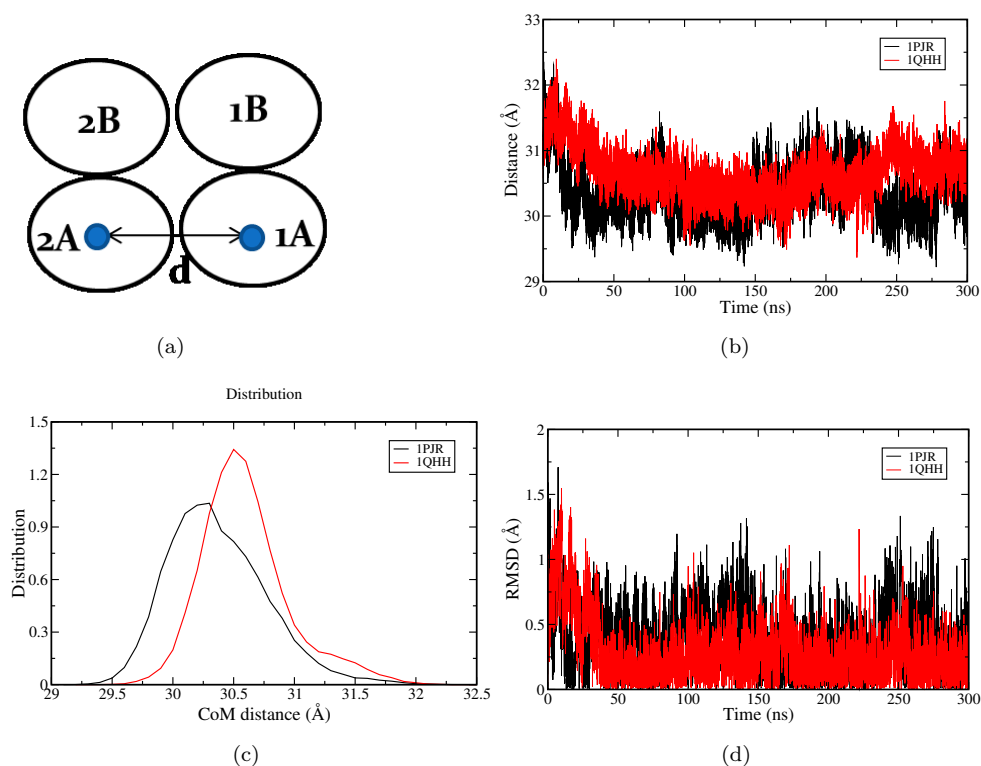 2B 1B
2A 1A
d
(a)
33
32
31
30
29
Distance (Å)
0 50 100 150 200 250 300
Time (ns)
1PJR
1QHH
(b)
Distribution
1.5
1.2
0.9
0.6
0.3
0
Distribution
29 29.5 30 30.5 31 31.5 32 32.5
CoM distance (Å)
1PJR
1QHH
(c)
2
1.5
1
0.5
0
RMSD (Å)
0 50 100 150 200 250 300
Time (ns)
1PJR
1QHH
(d)